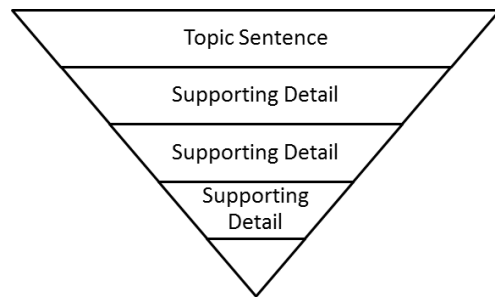 Topic Sentence
Supporting Detail
Supporting Detail
Supporting
Detail